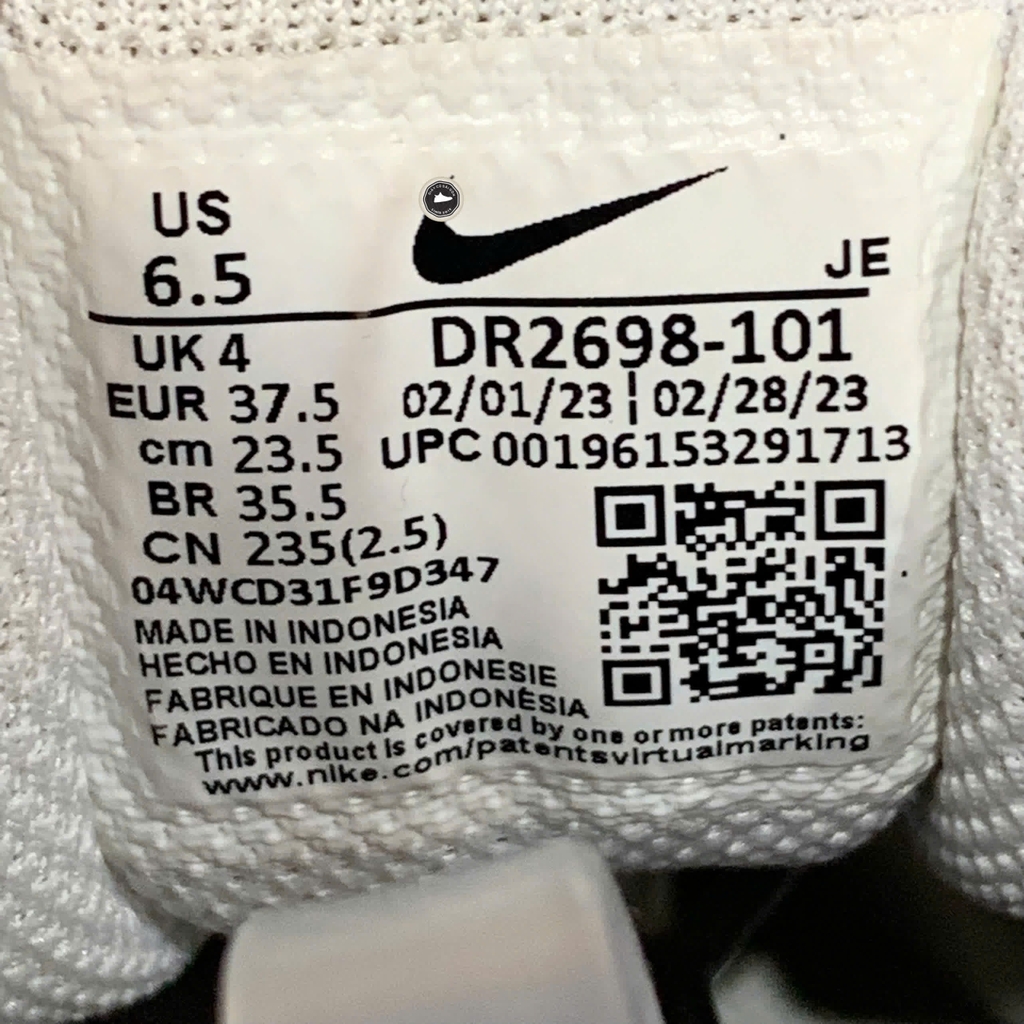 US
6.5
JE
UK 4
EUR 37.5
cm 23.5
BR 35.5
CN 235(2.5)
DR2698-101
02/01/23 ¦ 02/28/23
UPC 00196153291713
04WCD31F9D347
MADE IN INDONESIA
HECHO EN INDONESIA
FABRIQUE EN INDONESIE
FABRICADO NA INDONÉSIA
This product is covered by one or more patents:
www.nike.com/patentsvirtualmarking